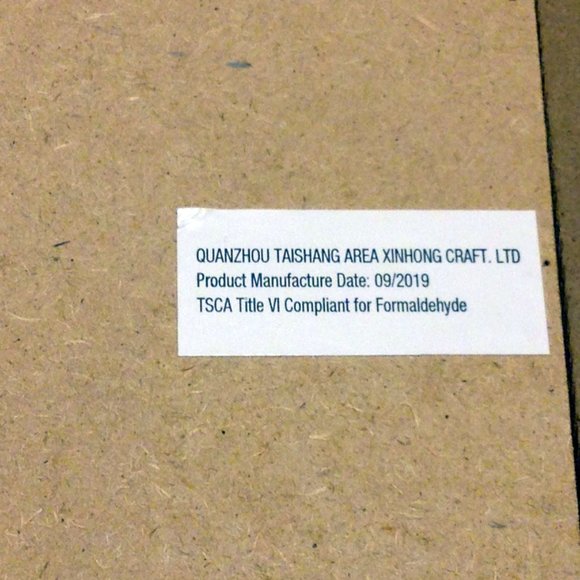 QUANZHOU TAISHANG AREA XINHONG CRAFT. LTD
Product Manufacture Date: 09/2019
TSCA Title VI Compliant for Formaldehyde